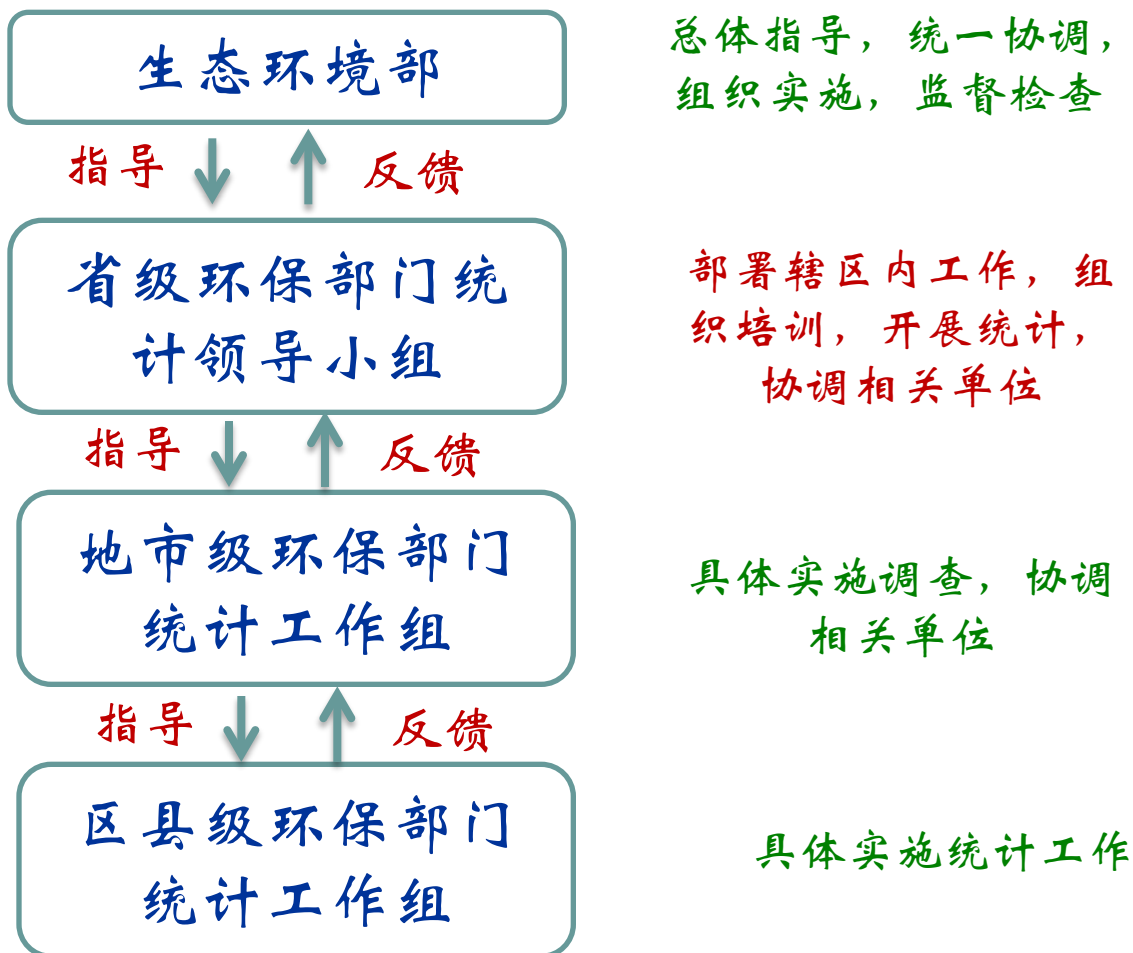 生态环境部
总体指导，统一协调，
组织实施，监督检查
指导
反馈
省级环保部门统
计领导小组
部署辖区内工作，组
织培训，开展统计，
协调相关单位
指导
反馈
地市级环保部门
统计工作组
具体实施调查，协调
相关单位
指导
反馈
区县级环保部门
统计工作组
具体实施统计工作